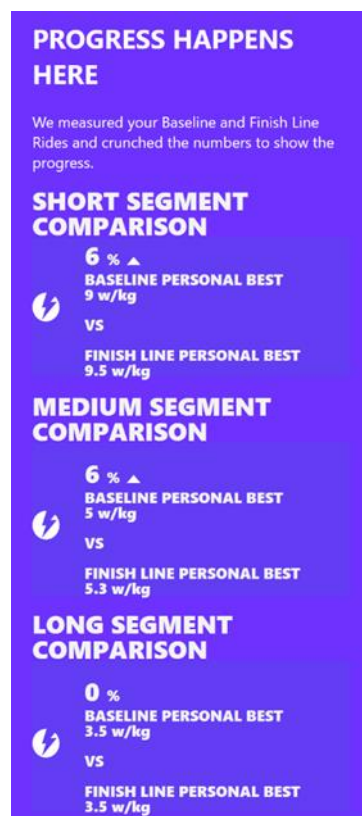 PROGRESS HAPPENS
HERE
We measured your Baseline and Finish Line
Rides and crunched the numbers to show the
progress.
SHORT SEGMENT
COMPARISON
6 % ▲
BASELINE PERSONAL BEST
9 w/kg
VS
FINISH LINE PERSONAL BEST
9.5 w/kg
MEDIUM SEGMENT
COMPARISON
6 % ▲
BASELINE PERSONAL BEST
5 w/kg
VS
FINISH LINE PERSONAL BEST
5.3 w/kg
LONG SEGMENT
COMPARISON
0 %
BASELINE PERSONAL BEST
3.5 w/kg
VS
FINISH LINE PERSONAL BEST
3.5 w/kg